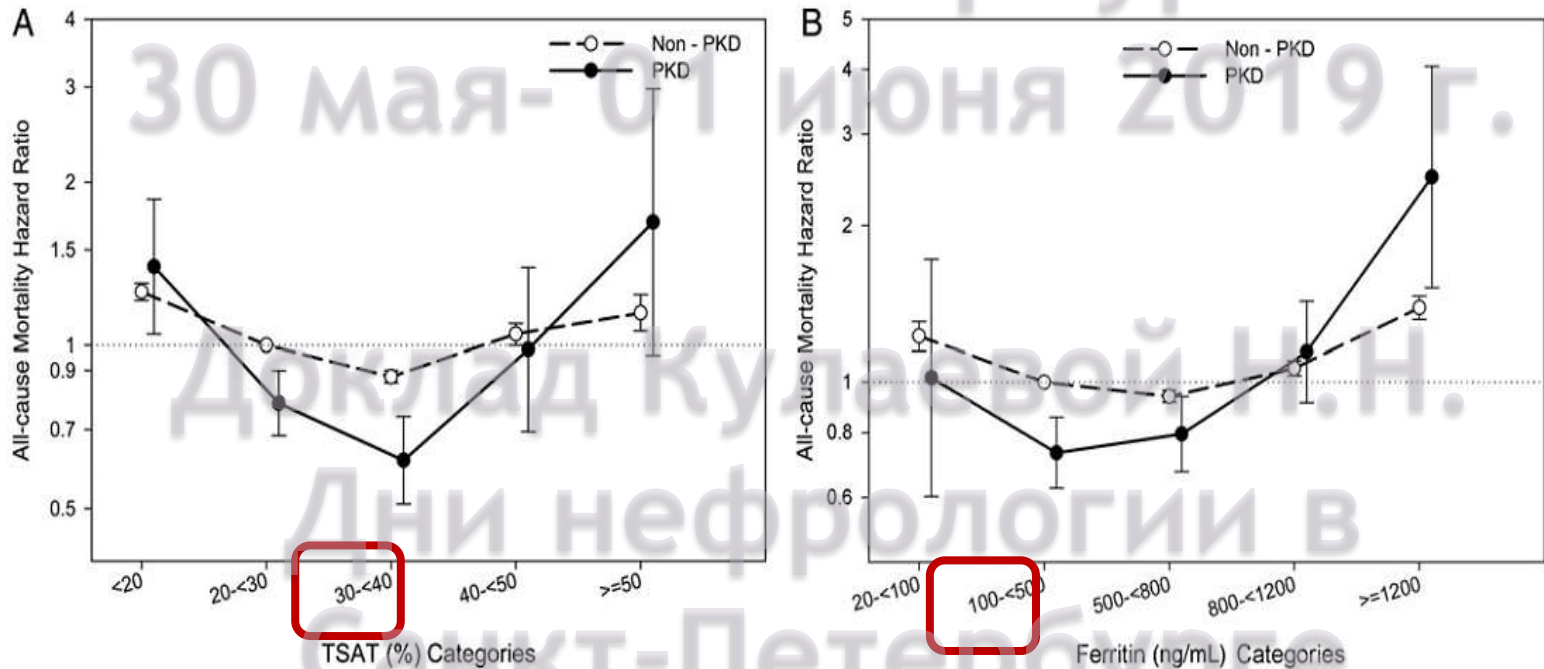 A
4
3
2
1.5
1
0.9
0.7
0.5
All-cause Mortality Hazard Ratio
Non - PKD
PKD
<20
20-<30
30-<40
40-<50
>=50
TSAT (%) Categories
B
5
4
3
2
1
0.8
0.6
All-cause Mortality Hazard Ratio
Non - PKD
PKD
20-<100
100-<500
500-<800
800-<1200
>=1200
Ferritin (ng/mL) Categories
30 мая- 01 июня 2019 г.
Доклад Кулаевой Н.Н.
Дни нефрологии в
Санкт-Петербурге